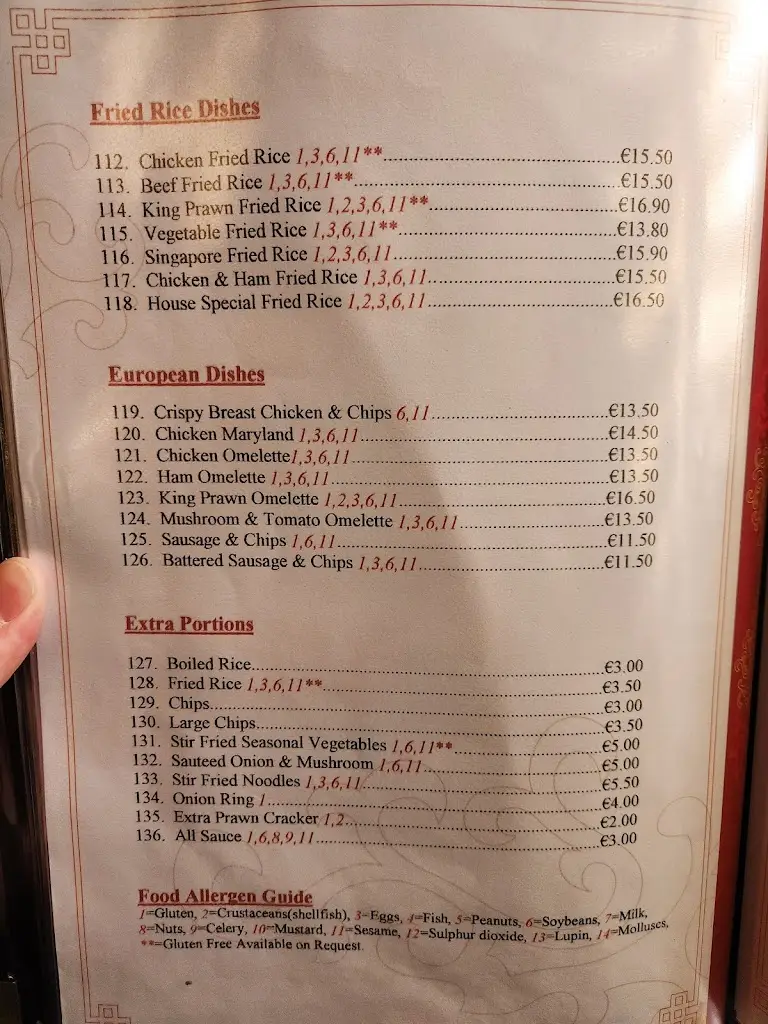 Fried Rice Dishes
112. Chicken Fried Rice 1,3,6,11**...€15.50
113. Beef Fried Rice 1,3,6,11**...€15.50
114. King Prawn Fried Rice 1,2,3,6,11**...€16.90
115. Vegetable Fried Rice 1,3,6,11**...€13.80
116. Singapore Fried Rice 1,2,3,6,11...€15.90
117. Chicken & Ham Fried Rice 1,3,6,11...€15.50
118. House Special Fried Rice 1,2,3,6,11...€16.50
European Dishes
119. Crispy Breast Chicken & Chips 6,11...€13.50
120. Chicken Maryland 1,3,6,11...€14.50
121. Chicken Omelette1,3,6,11...€13.50
122. Ham Omelette 1,3,6,11...€13.50
123. King Prawn Omelette 1,2,3,6,11...€16.50
124. Mushroom & Tomato Omelette 1,3,6,11...€13.50
125. Sausage & Chips 1,6,11...€11.50
126. Battared Sausage & Chips 1,3,6,11...€11.50
Extra Portions
127. Boiled Rice...€3.00
128. Fried Rice 1,3,6,11**...€3.50
129. Chips...€3.00
130. Large Chips...€3.50
131. Stir Fried Seasonal Vegetables 1,6,11**...€5.00
132. Sauteed Onion & Mushroom 1,6,11...€5.00
133. Stir Fried Noodles 1,3,6,11...€5.50
134. Onion Ring 1...€4.00
135. Extra Prawn Cracker 1,2...€2.00
136. All Sauce 1,6,8,9,11...€3.00
Food Allergen Guide
1=Gluten, 2=Crustaceans(shellfish), 3=Eggs, 4=Fish, 5=Peanuts, 6=Soybeans, 7=Milk,
8=Nuts, 9=Celery, 10=Mustard, 11=Sesame, 12=Sulphur dioxide, 13=Lupin, 14=Molluses,
**=Gluten Free Available on Request.